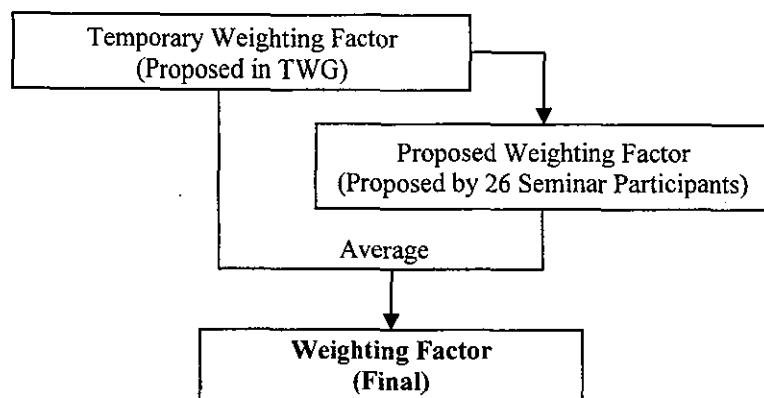 Temporary Weighting Factor
(Proposed in TWG)
Proposed Weighting Factor
(Proposed by 26 Seminar Participants)
Average
Weighting Factor
(Final)